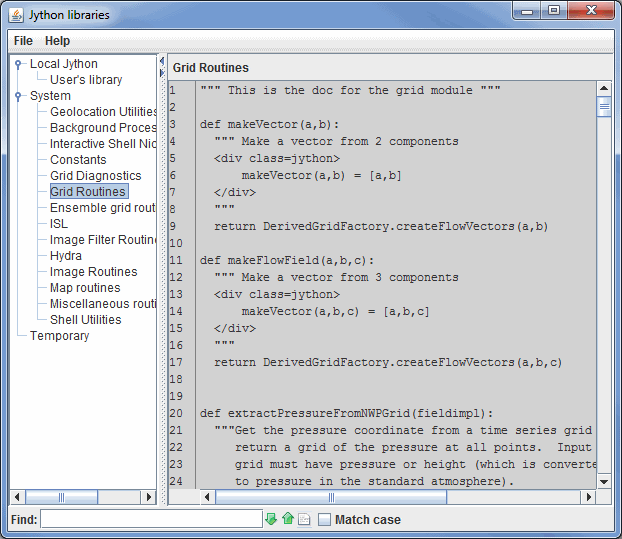 Jython libraries
File Help
Local Jython
User's library
System
Geolocation Utilities
Background Proces
Interactive Shell Nic
Constants
Grid Diagnostics
Grid Routines
Ensemble grid rout
ISL
Image Filter Routin
Hydra
Image Routines
Map routines
Miscellaneous routi
Shell Utilities
Temporary
Grid Routines
1 """ This is the doc for the grid module """
2
3 def makeVector(a,b):
4 """ Make a vector from 2 components
5 <div class=jython>
6 makeVector(a,b) = [a,b]
7 </div>
8 """
9 return DerivedGridFactory.createFlowVectors(a,b)
10
11 def makeFlowField(a,b,c):
12 """ Make a vector from 3 components
13 <div class=jython>
14 makeVector(a,b,c) = [a,b,c]
15 </div>
16 """
17 return DerivedGridFactory.createFlowVectors(a,b,c)
18
19
20 def extractPressureFromNWPGrid(fieldimpl):
21 """Get the pressure coordinate from a time series grid
22 return a grid of the pressure at all points. Input
23 grid must have pressure or height (which is converte
24 to pressure in the standard atmosphere).
Find: Match case